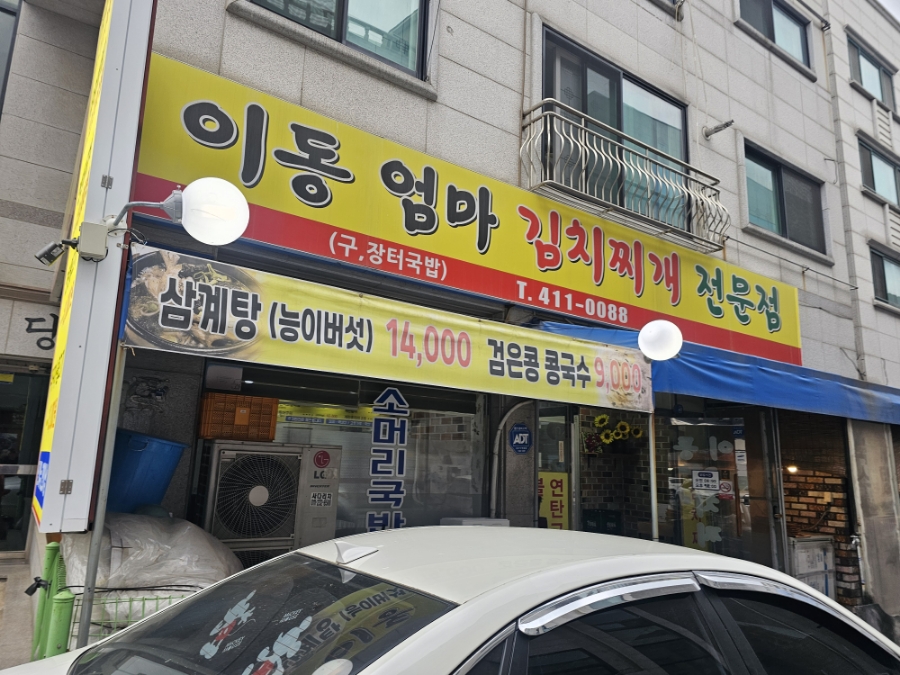 이동 엄마 김치찌개 전문점
(구,장터국밥)
T. 411-0088
삼계탕 (능이버섯) 14,000 검은콩 콩국수 9,000
소머리국밥
ADT
LG
연탄